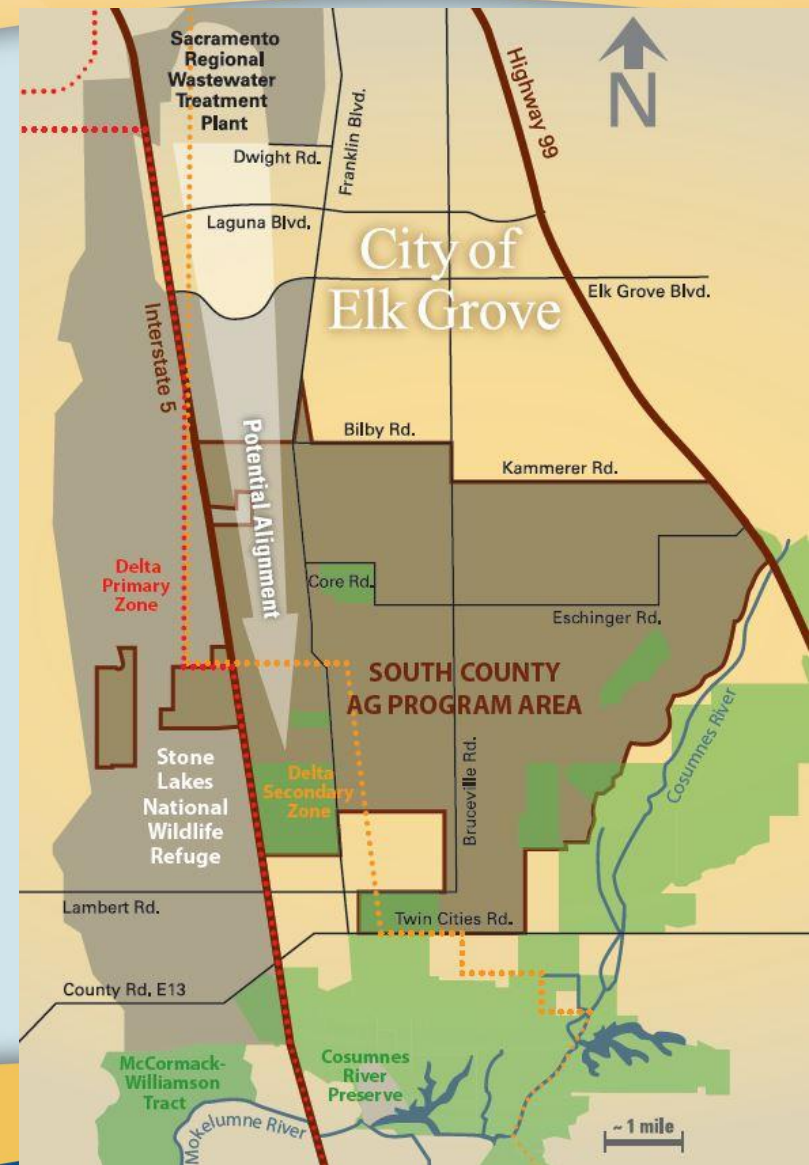 Sacramento
Regional
Wastewater
Treatment
Plant
N
Highway 99
Franklin Blvd.
Dwight Rd.
Laguna Blvd.
City of
Elk Grove
Elk Grove Blvd.
Interstate 5
Potential Alignment
Bilby Rd.
Kammerer Rd.
Delta
Primary
Zone
Core Rd.
Eschinger Rd.
SOUTH COUNTY
AG PROGRAM AREA
Cosumnes River
Stone
Lakes
National
Wildlife
Refuge
Delta
Secondary
Zone
Bruceville Rd.
Lambert Rd.
Twin Cities Rd.
County Rd, E13
McCormack-
Williamson
Tract
Cosumnes
River
Preserve
Mokelumne River
~ 1 mile